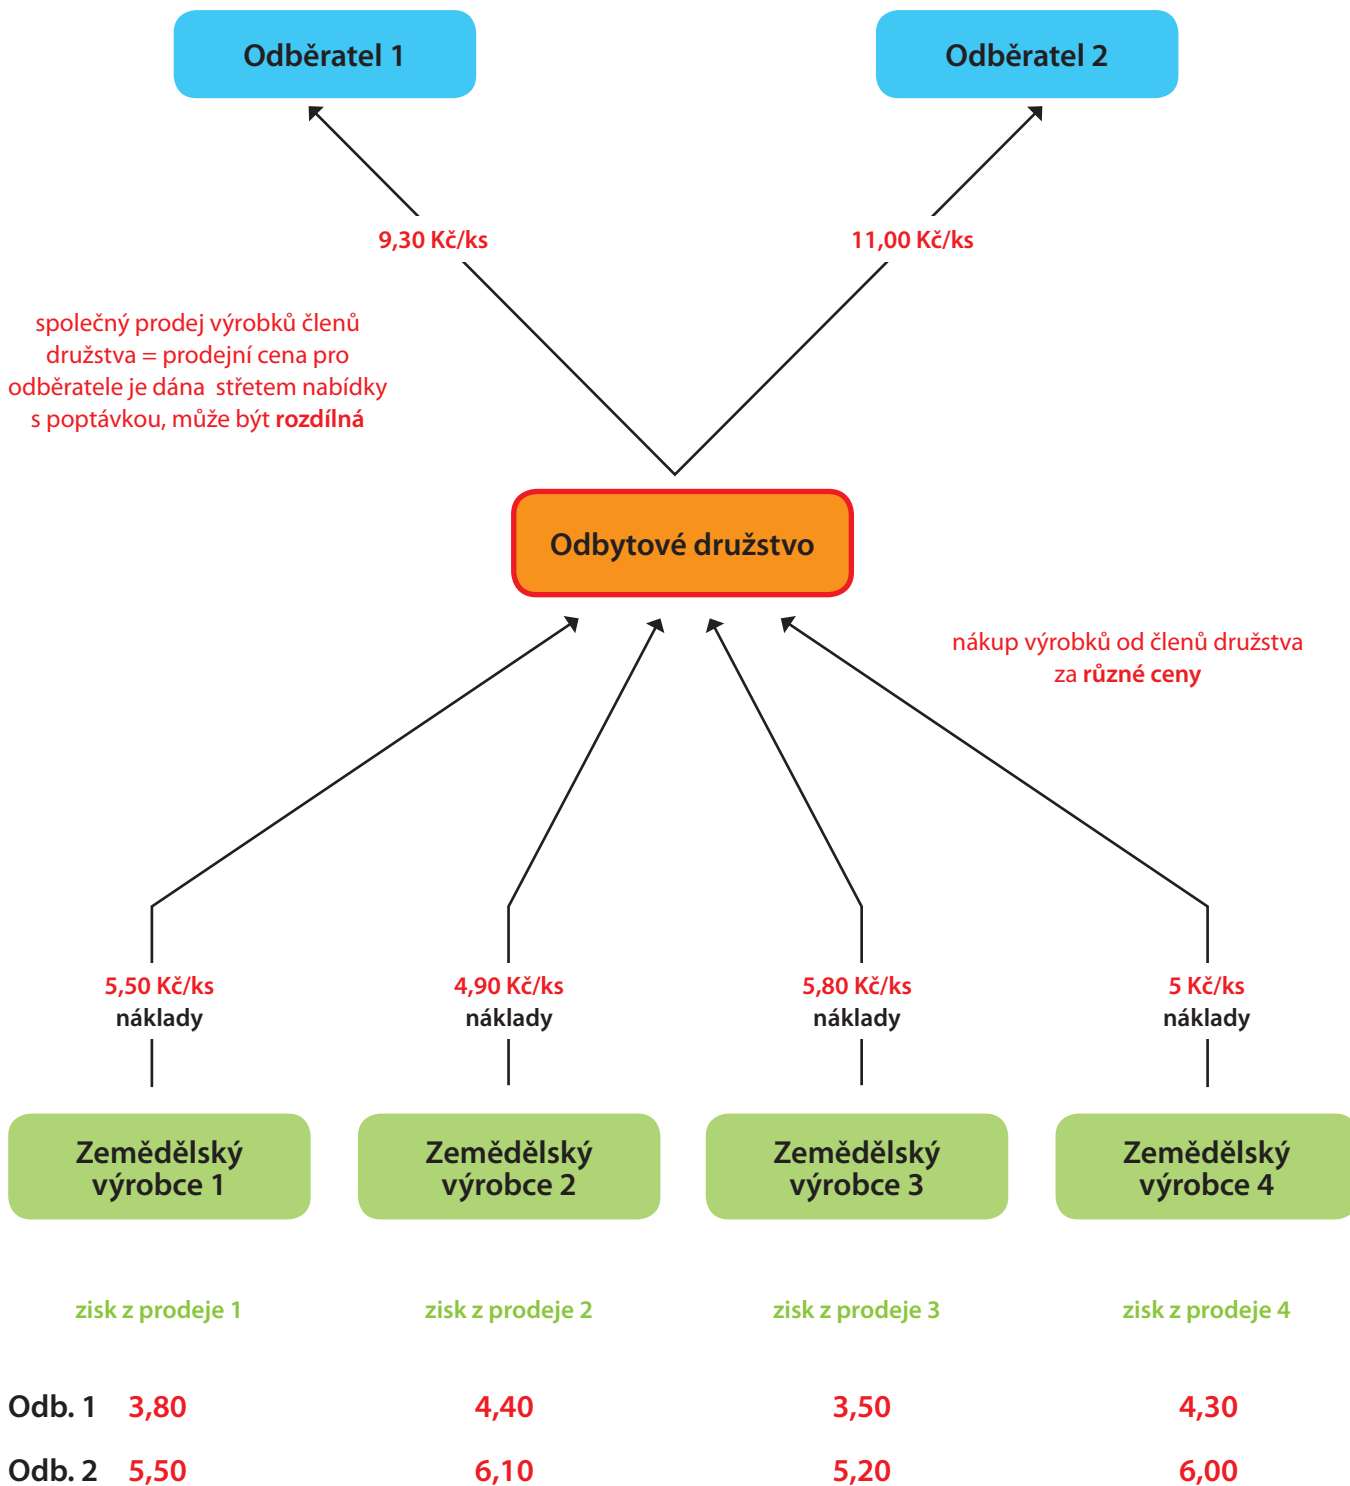 Odběratel 1
Odběratel 2
9,30 Kč/ks
11,00 Kč/ks
společný prodej výrobků členů
družstva = prodejní cena pro
odběratele je dána střetem nabídky
s poptávkou, může být rozdílná
Odbytové družstvo
nákup výrobků od členů družstva
za různé ceny
5,50 Kč/ks
náklady
4,90 Kč/ks
náklady
5,80 Kč/ks
náklady
5 Kč/ks
náklady
Zemědělský
výrobce 1
Zemědělský
výrobce 2
Zemědělský
výrobce 3
Zemědělský
výrobce 4
zisk z prodeje 1
zisk z prodeje 2
zisk z prodeje 3
zisk z prodeje 4
Odb. 1 3,80 4,40 3,50 4,30
Odb. 2 5,50 6,10 5,20 6,00